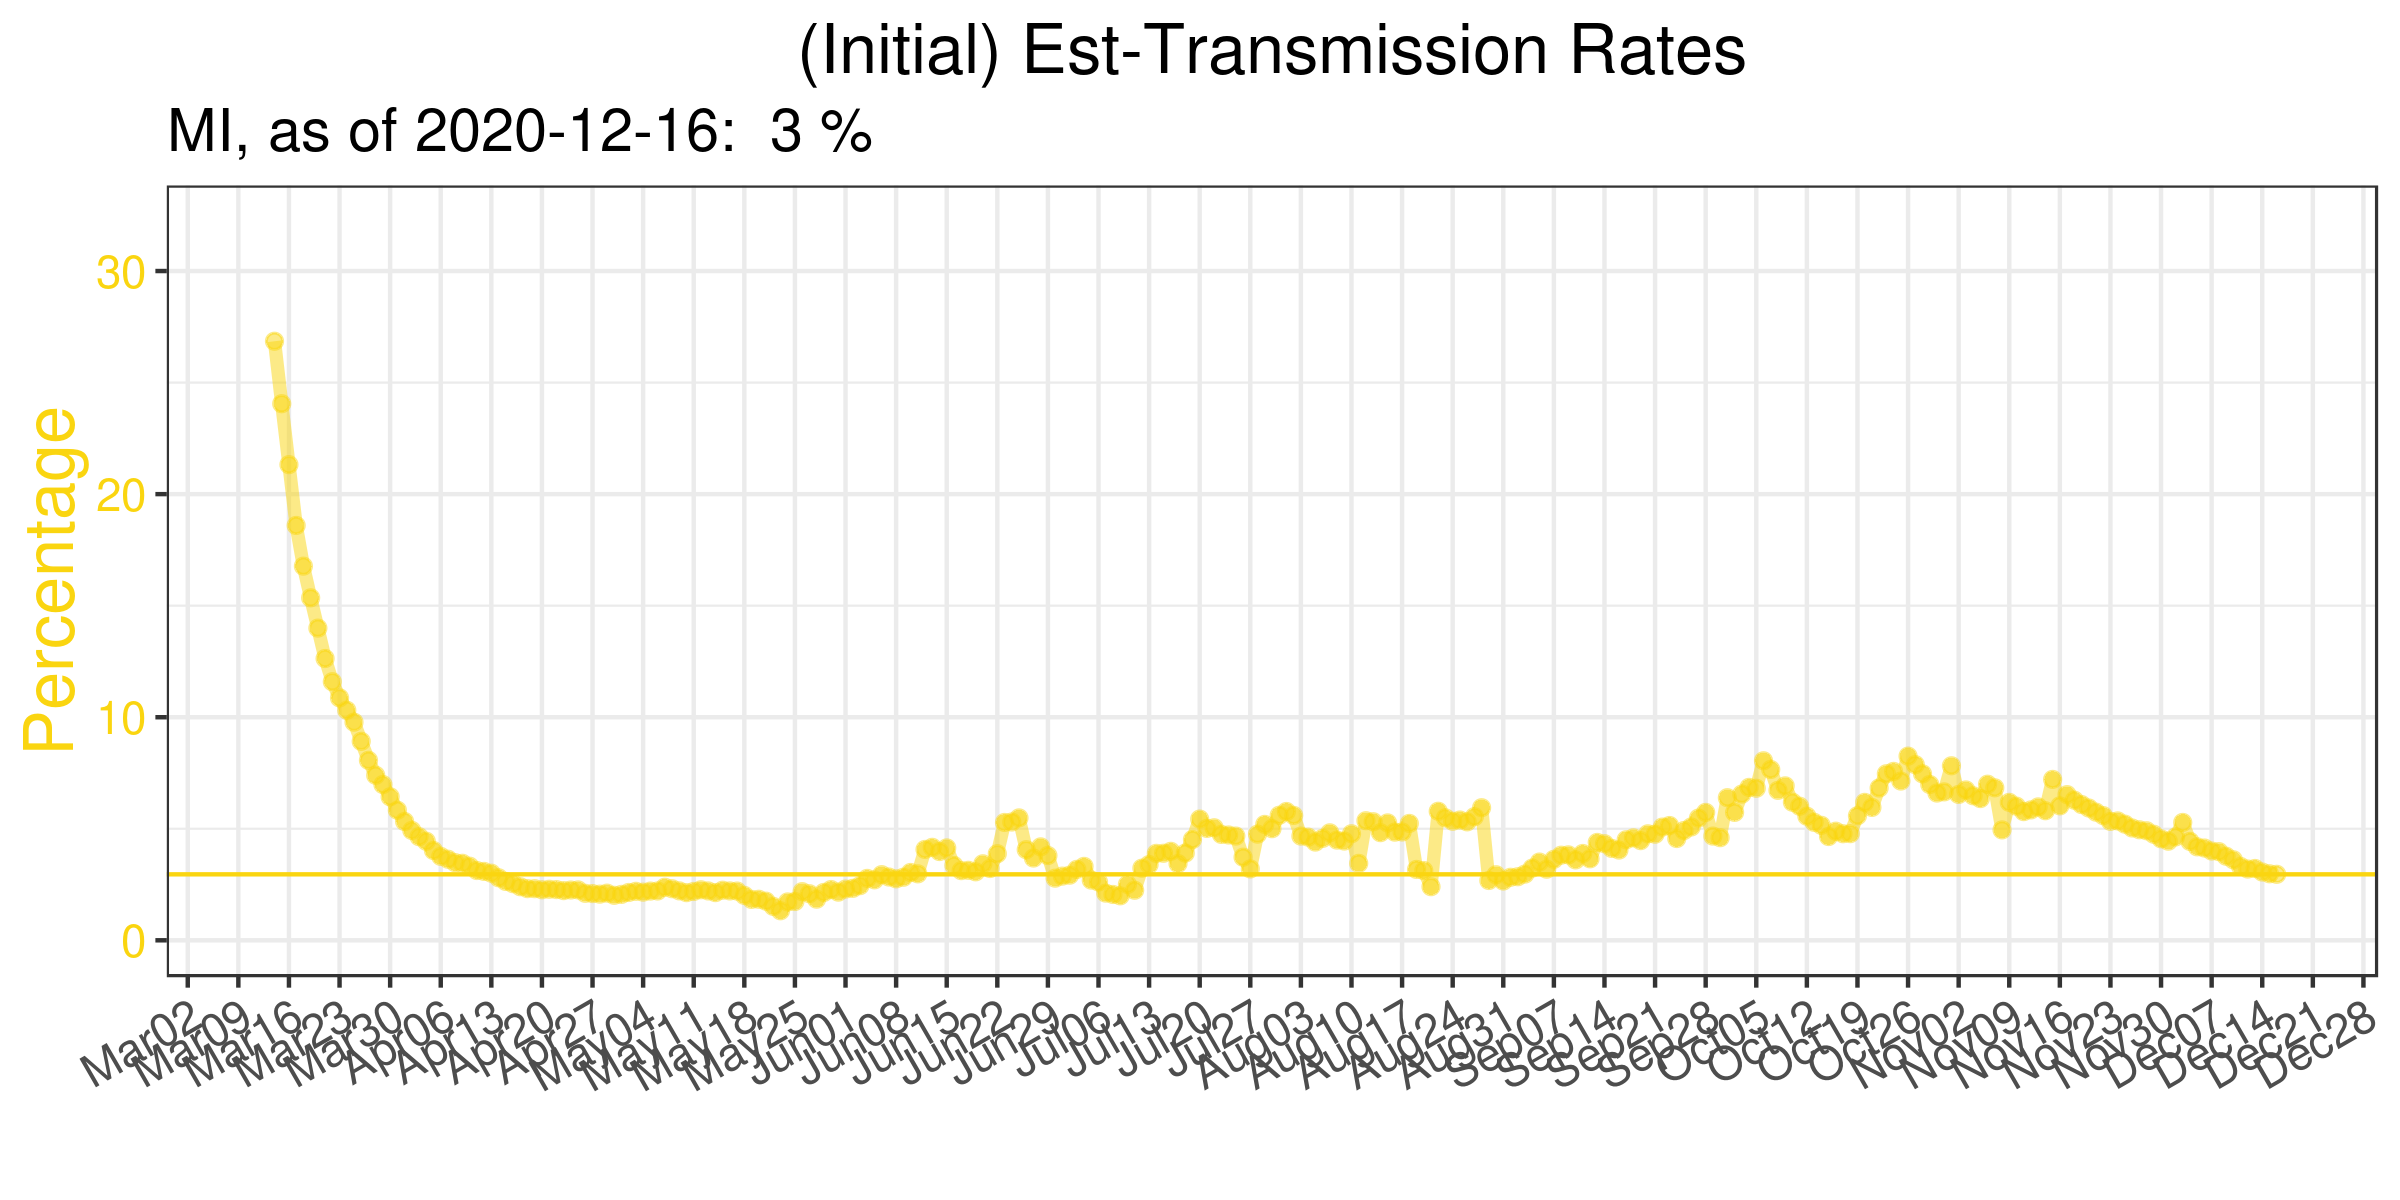 (Initial) Est-Transmission Rates
MI, as of 2020-12-16:  3 %
Percentage
30
20
10
0
Mar02
Mar09
Mar16
Mar23
Mar30
Apr06
Apr13
Apr20
Apr27
May04
May11
May18
May25
Jun01
Jun08
Jun15
Jun22
Jun29
Jul06
Jul13
Jul20
Jul27
Aug03
Aug10
Aug17
Aug24
Aug31
Sep07
Sep14
Sep21
Sep28
Oct05
Oct12
Oct19
Oct26
Nov02
Nov09
Nov16
Nov23
Nov30
Dec07
Dec14
Dec21
Dec28